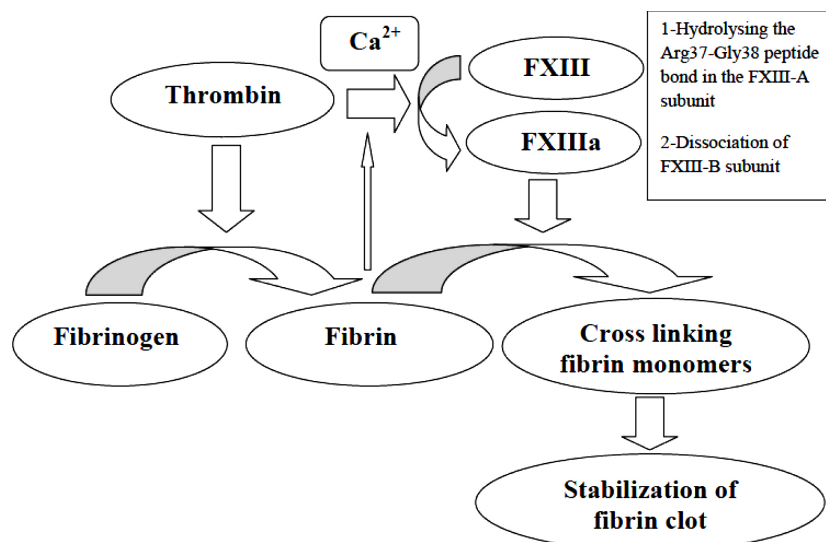 Ca2+
1-Hydrolysing the
Arg37-Gly38 peptide
bond in the FXIII-A
subunit
2-Dissociation of
FXIII-B subunit
FXIII
Thrombin
FXIIIa
Fibrinogen
Fibrin
Cross linking
fibrin monomers
Stabilization of
fibrin clot